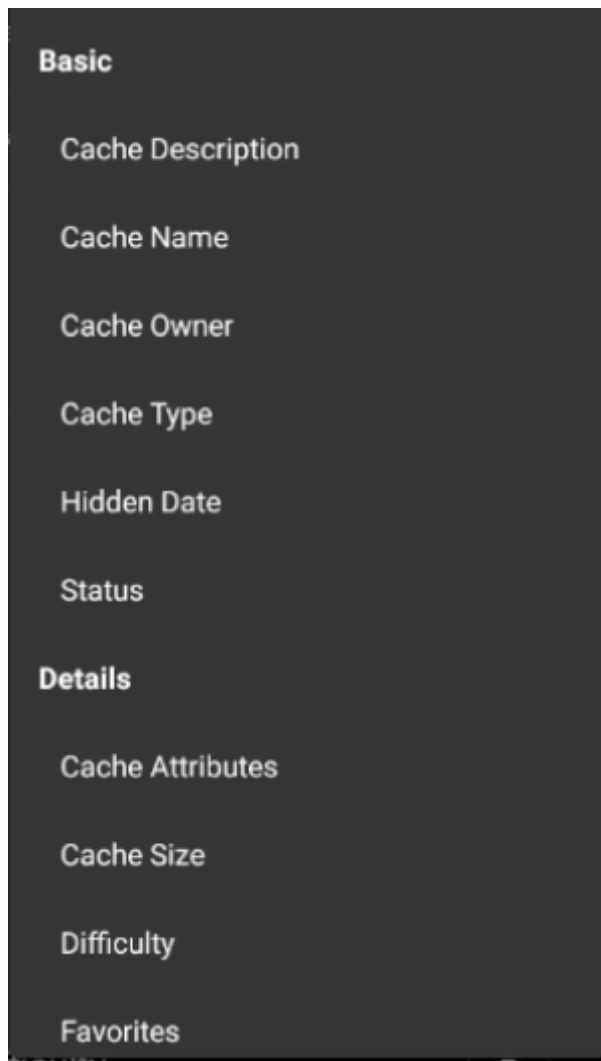 Basic
Cache Description
Cache Name
Cache Owner
Cache Type
Hidden Date
Status
Details
Cache Attributes
Cache Size
Difficulty
Favorites